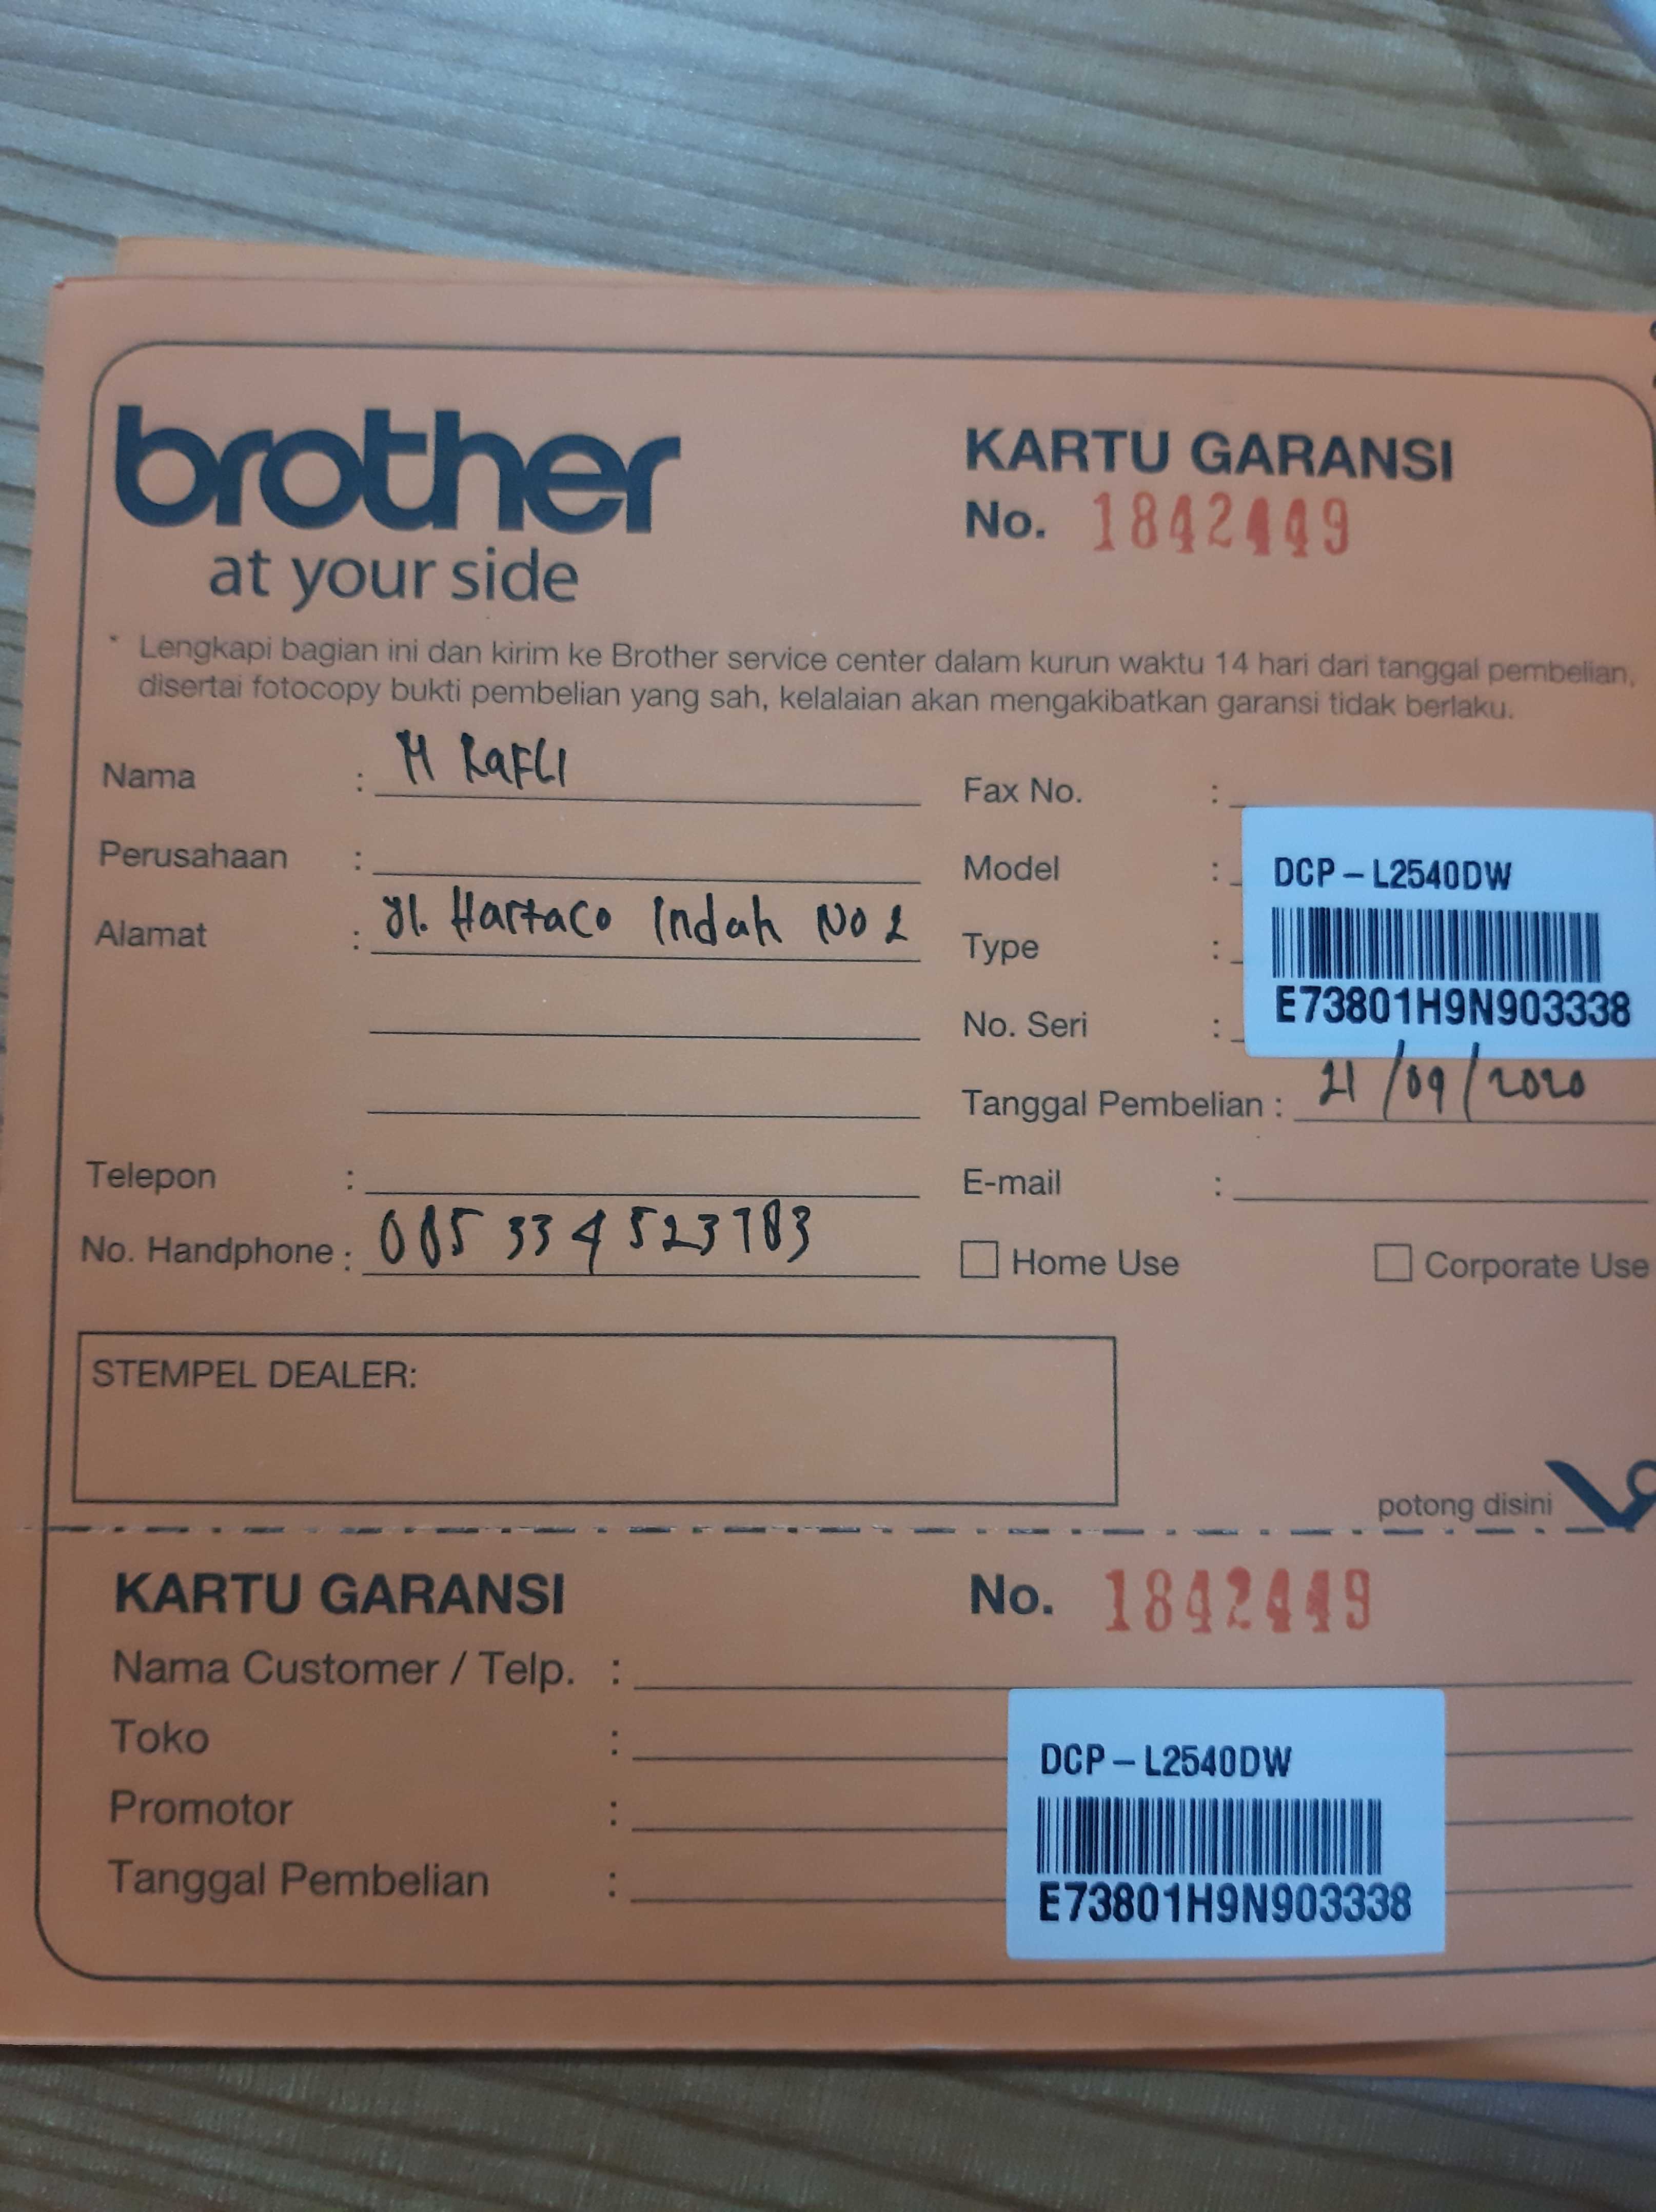 brother
at your side
KARTU GARANSI
No. 1842449
* Lengkapi bagian ini dan kirim ke Brother service center dalam kurun waktu 14 hari dari tanggal pembelian,
disertai fotocopy bukti pembelian yang sah, kelalaian akan mengakibatkan garansi tidak berlaku.
Nama : M RaFLI
Perusahaan :
Alamat : Jl. Hartaco Indah No 2
Telepon :
No. Handphone : 085 334 523783
Fax No. :
Model : DCP-L2540DW
Type :
E73801H9N903338
No. Seri :
Tanggal Pembelian : 21/09/2020
E-mail :
Home Use
Corporate Use
STEMPEL DEALER:
potong disini
KARTU GARANSI No. 1842449
Nama Customer / Telp. :
Toko :
DCP-L2540DW
Promotor :
Tanggal Pembelian :
E73801H9N903338